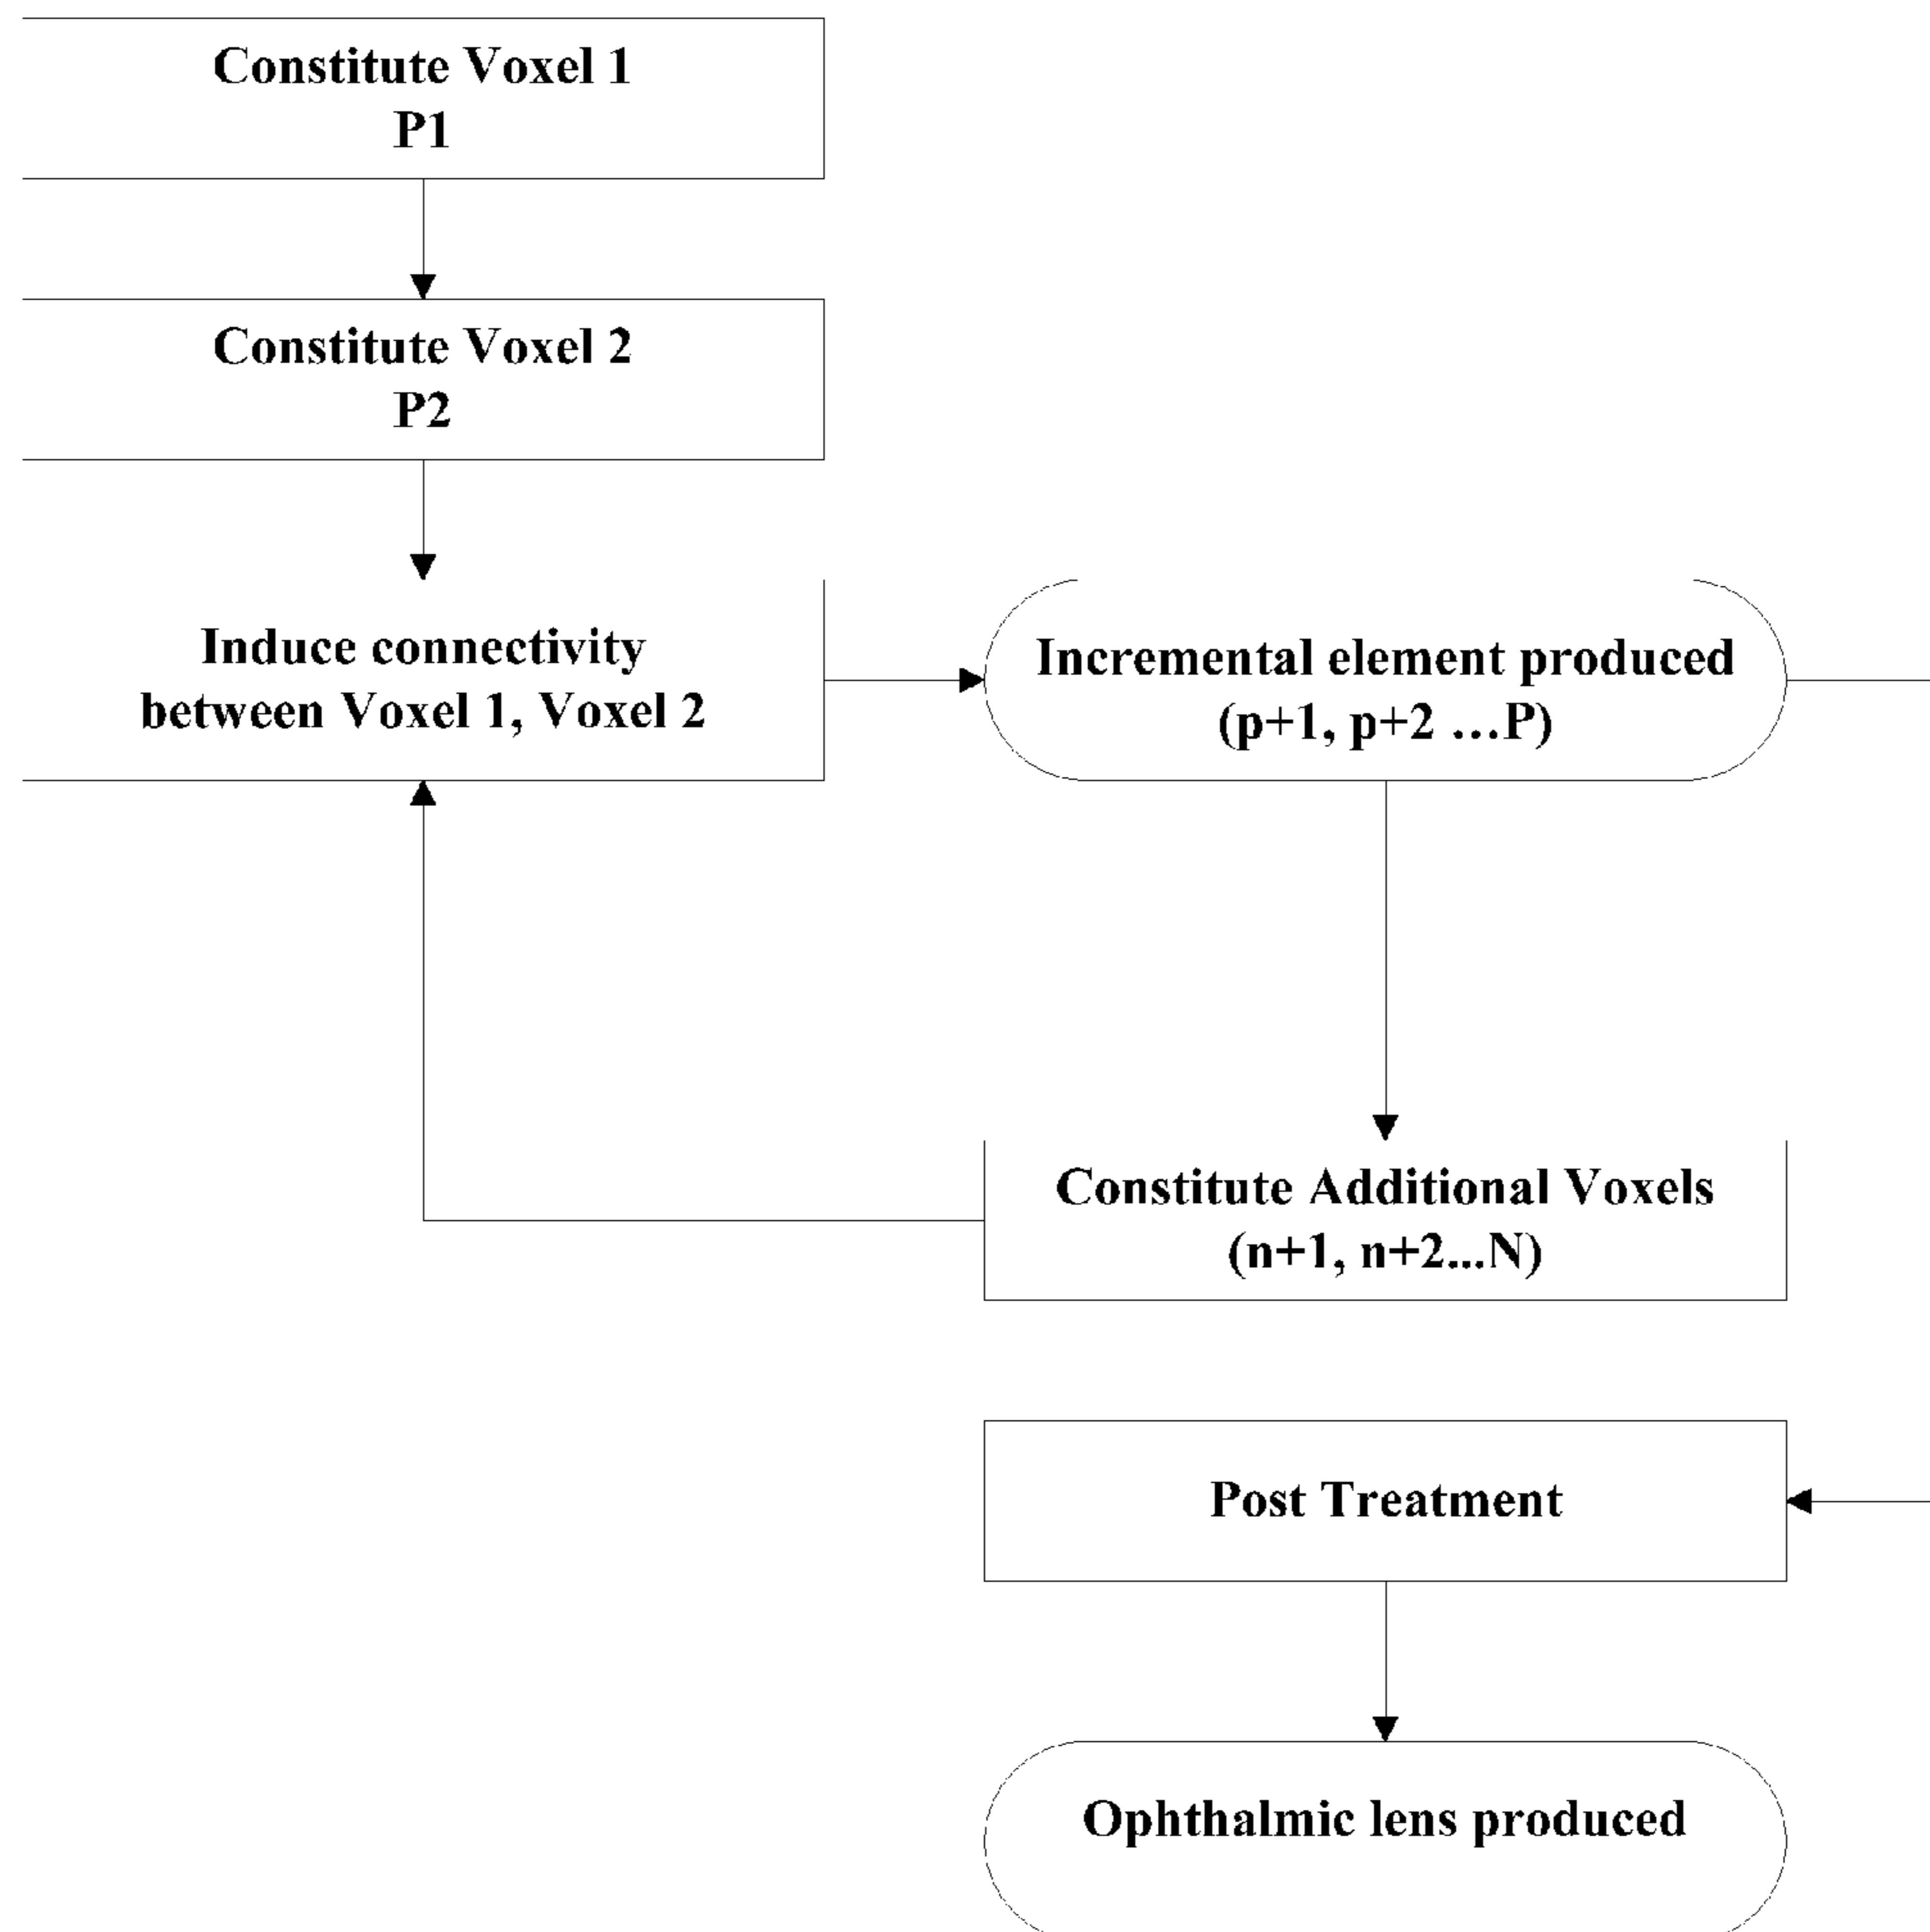 Constitute Voxel 1
P1
Constitute Voxel 2
P2
Induce connectivity
between Voxel 1, Voxel 2
Incremental element produced
(p+1, p+2 …P)
Constitute Additional Voxels
(n+1, n+2...N)
Post Treatment
Ophthalmic lens produced